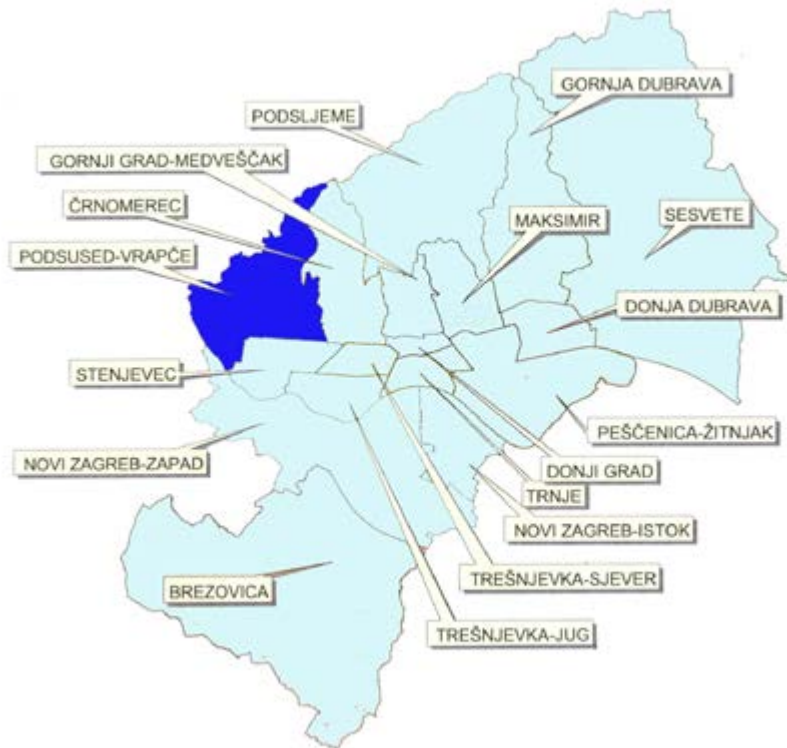 GORNJA DUBRAVA
PODSLJEME
GORNJI GRAD-MEDVEŠČAK
ČRNOMEREC
MAKSIMIR
SESVETE
PODSUSED-VRAPČE
DONJA DUBRAVA
STENJEVEC
PEŠČENICA-ŽITNJAK
NOVI ZAGREB-ZAPAD
DONJI GRAD
TRNJE
NOVI ZAGREB-ISTOK
TREŠNJEVKA-SJEVER
BREZOVICA
TREŠNJEVKA-JUG